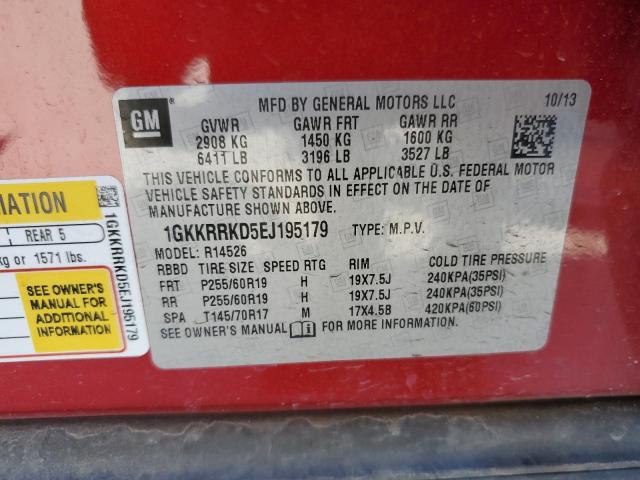 GM
MFD BY GENERAL MOTORS LLC 10/13
GVWR GAWR FRT GAWR RR
2908 KG 1450 KG 1600 KG
6411 LB 3196 LB 3527 LB
THIS VEHICLE CONFORMS TO ALL APPLICABLE U.S. FEDERAL MOTOR
VEHICLE SAFETY STANDARDS IN EFFECT ON THE DATE OF
MANUFACTURE SHOWN ABOVE.
1GKKRRKD5EJ195179 TYPE: M.P.V.
MODEL: R14526
RBBD TIRE SIZE SPEED RTG RIM COLD TIRE PRESSURE
FRT P255/60R19 H 19X7.5J 240KPA(35PSI)
RR P255/60R19 H 19X7.5J 240KPA(35PSI)
SPA T145/70R17 M 17X4.5B 420KPA(60PSI)
SEE OWNER'S MANUAL FOR MORE INFORMATION.
REAR 5
kg or 1571 lbs.
SEE OWNER'S
MANUAL FOR
ADDITIONAL
INFORMATION
1GKKRRKD5EJ195179